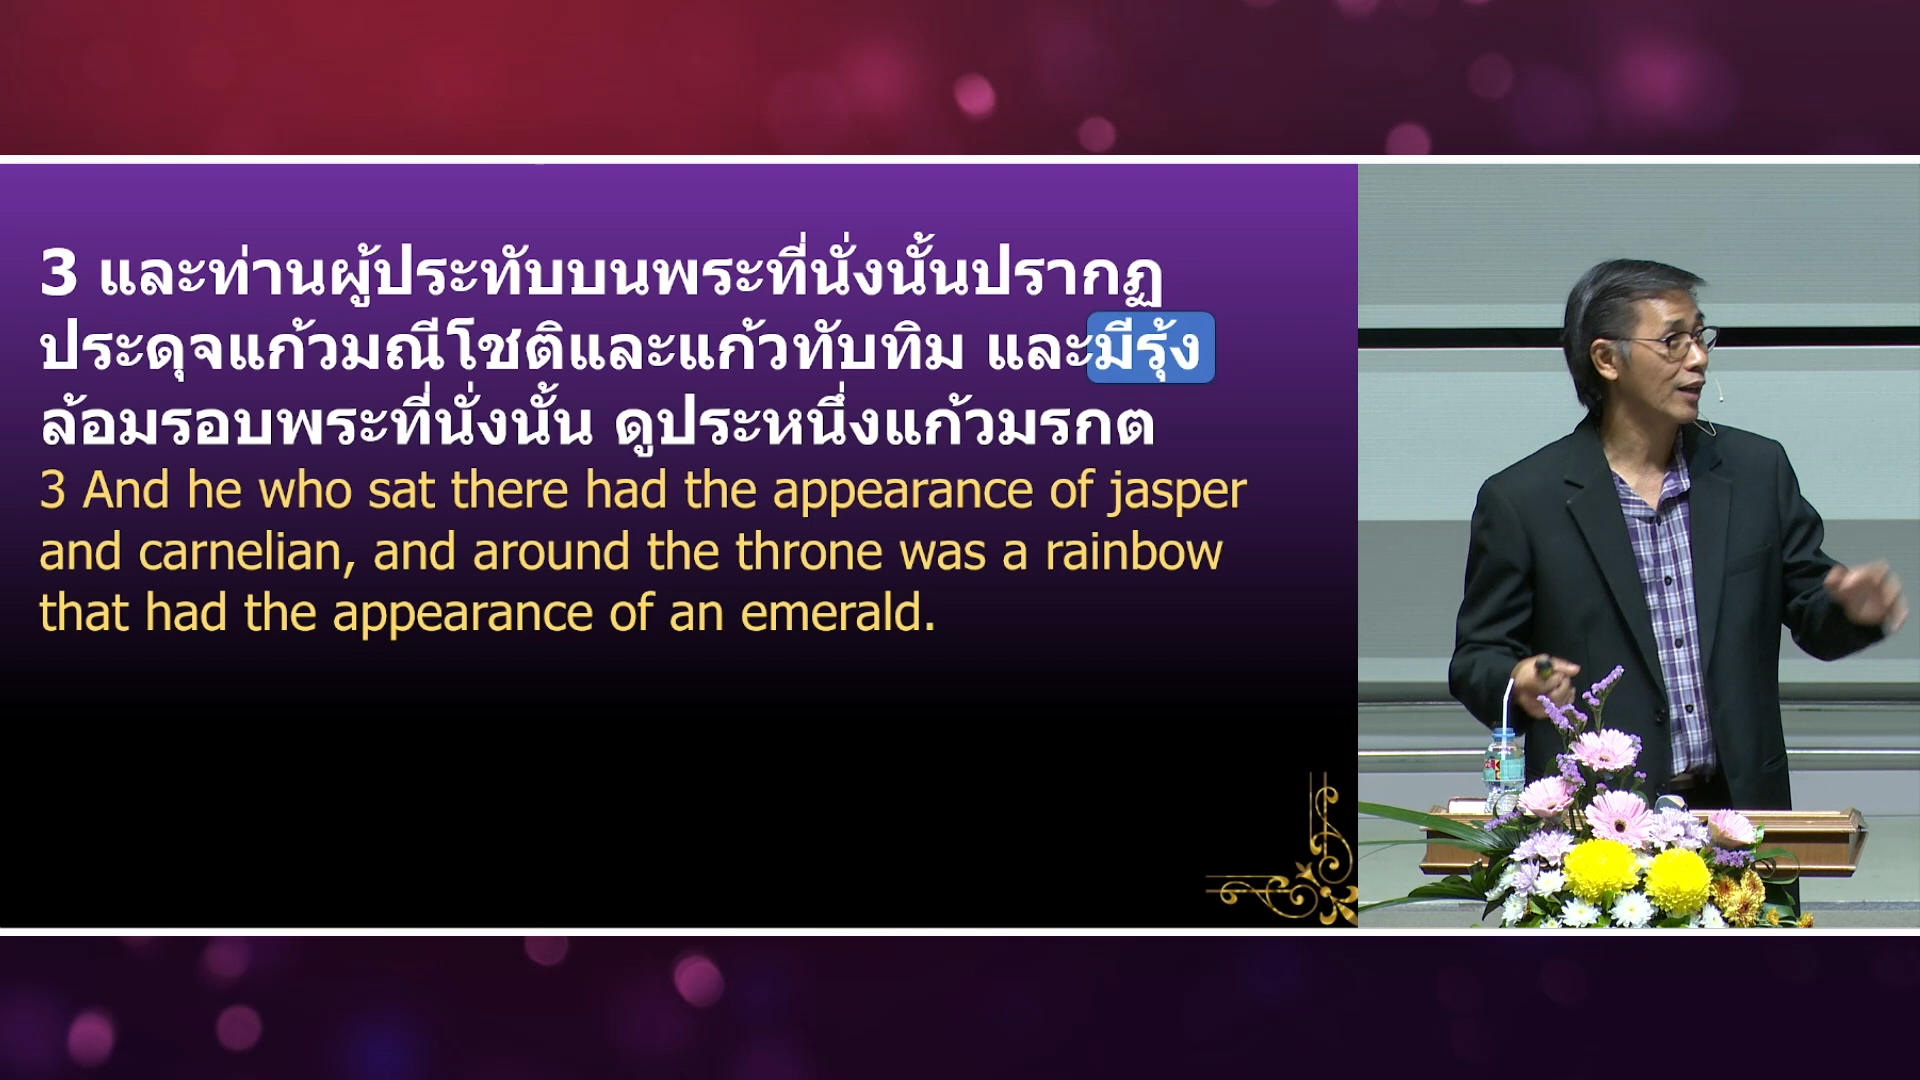 3 และท่านผู้ประทับบนพระที่นั่งนั้นปรากฏ
ประดุจแก้วมณีโชติและแก้วทับทิม และมีรุ้ง
ล้อมรอบพระที่นั่งนั้น ดูประหนึ่งแก้วมรกต
3 And he who sat there had the appearance of jasper
and carnelian, and around the throne was a rainbow
that had the appearance of an emerald.